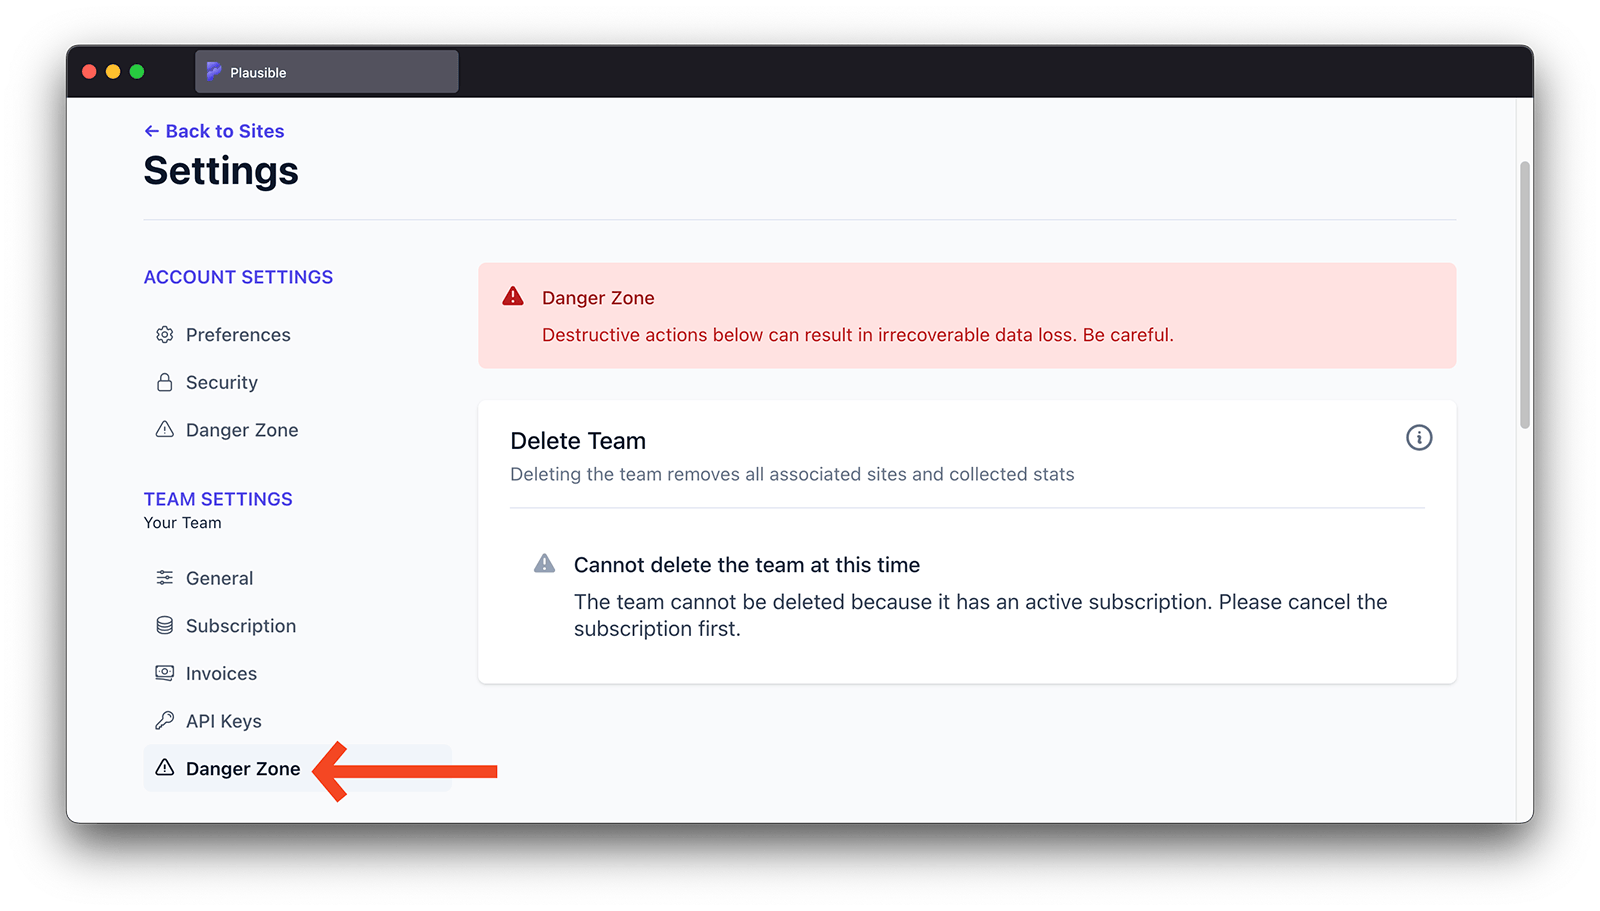 Plausible
← Back to Sites
Settings
ACCOUNT SETTINGS
Preferences
Security
Danger Zone
TEAM SETTINGS
Your Team
General
Subscription
Invoices
API Keys
Danger Zone
Danger Zone
Destructive actions below can result in irrecoverable data loss. Be careful.
Delete Team
Deleting the team removes all associated sites and collected stats
Cannot delete the team at this time
The team cannot be deleted because it has an active subscription. Please cancel the
subscription first.